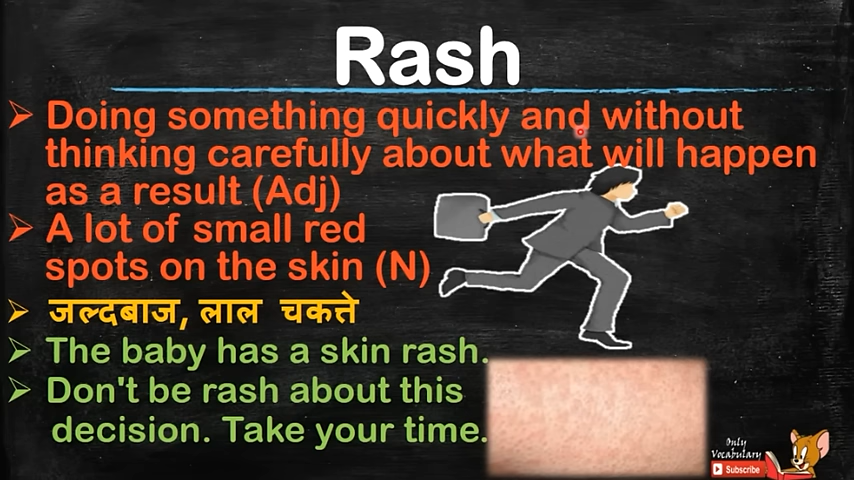 Rash
➢ Doing something quickly and without
thinking carefully about what will happen
as a result (Adj)
➢ A lot of small red
spots on the skin (N)
➢ जल्दबाज, लाल चकत्ते
➢ The baby has a skin rash.
➢ Don't be rash about this
decision. Take your time.
Only
Vocabulary
Subscribe